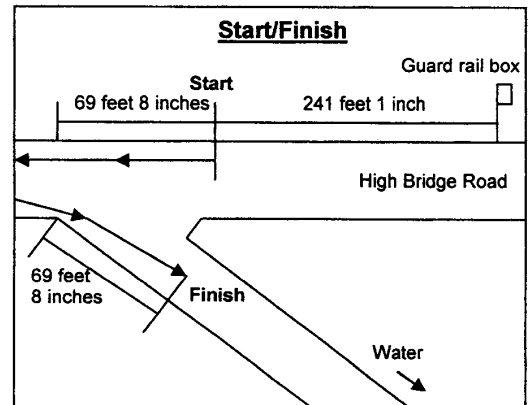 Start/Finish
Guard rail box
Start
69 feet 8 inches
241 feet 1 inch
High Bridge Road
69 feet
8 inches
Finish
Water